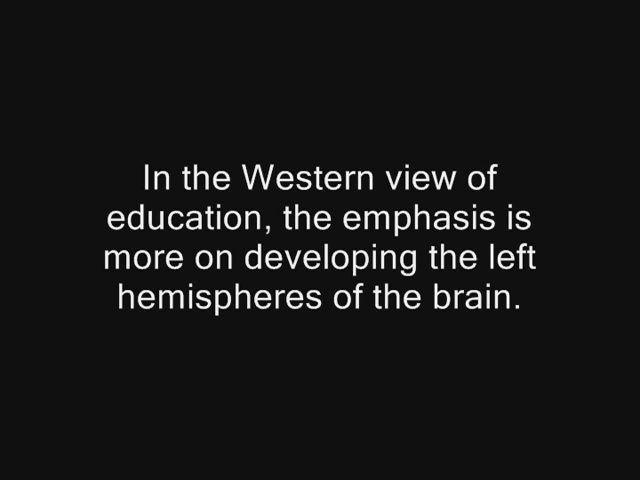 In the Western view of
education, the emphasis is
more on developing the left
hemispheres of the brain.